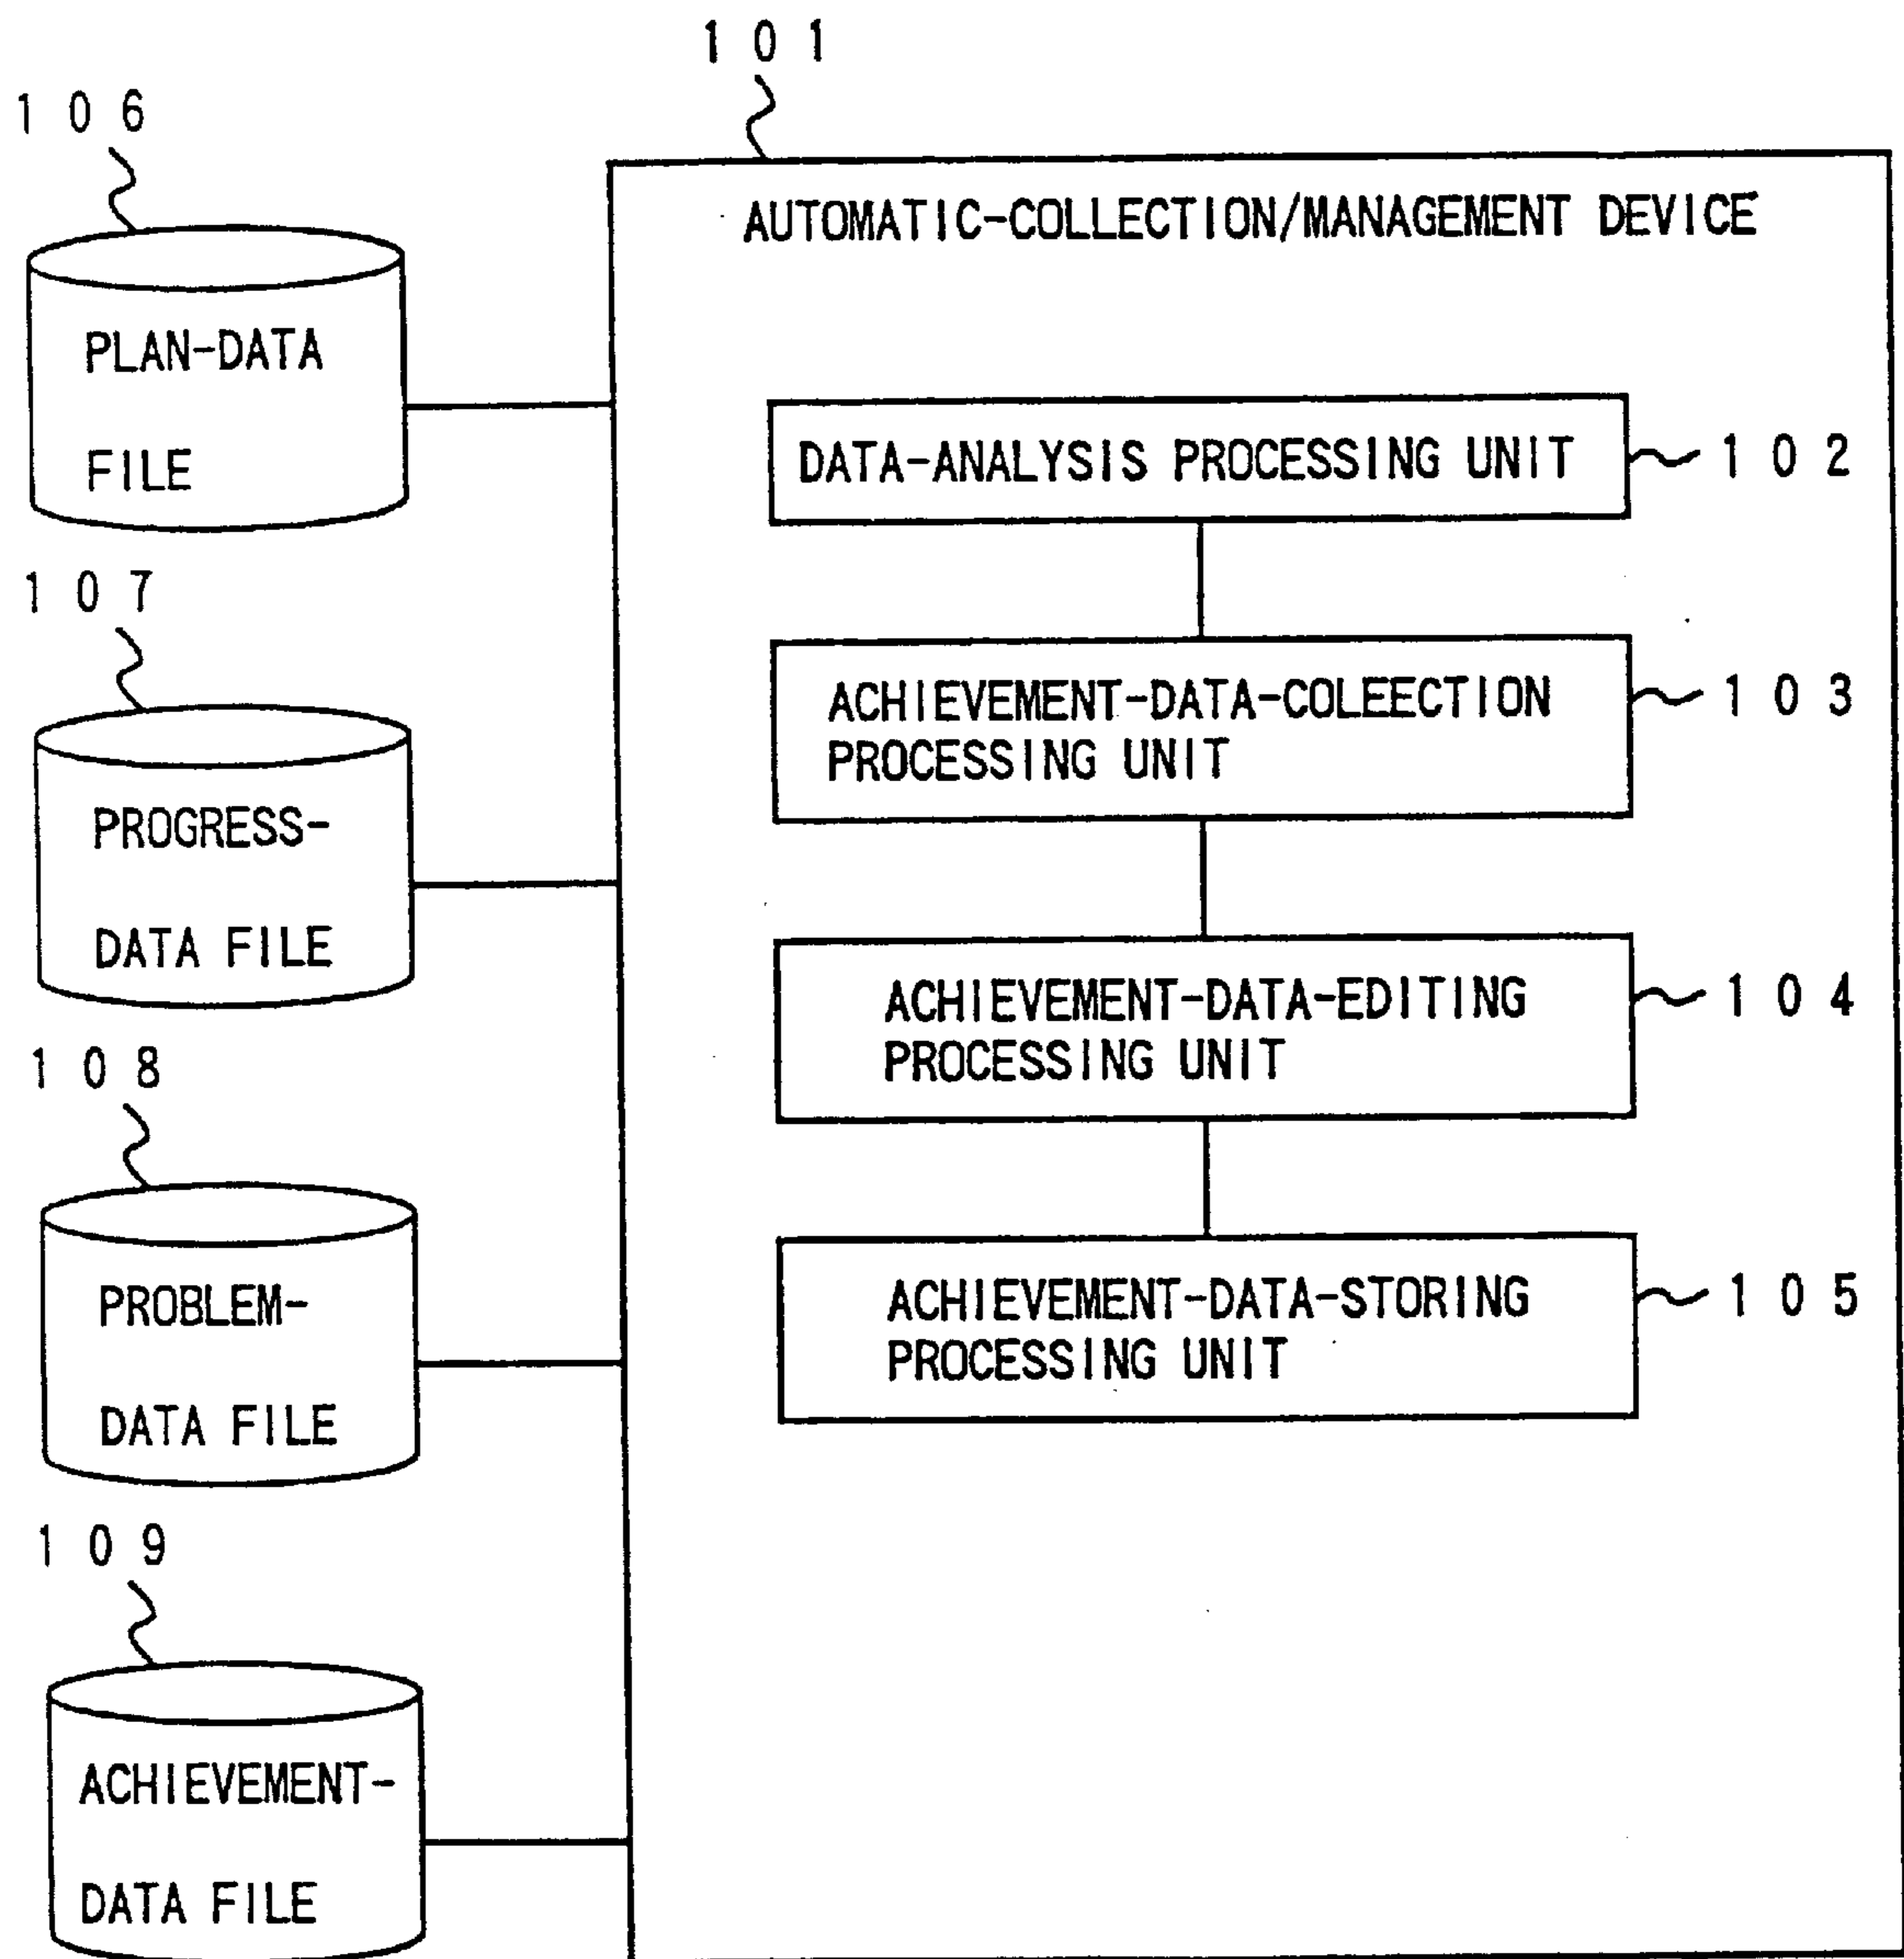 101
106
AUTOMATIC-COLLECTION/MANAGEMENT DEVICE
PLAN-DATA
FILE
DATA-ANALYSIS PROCESSING UNIT
102
107
ACHIEVEMENT-DATA-COLEECTION
PROCESSING UNIT
103
PROGRESS-
DATA FILE
ACHIEVEMENT-DATA-EDITING
PROCESSING UNIT
104
108
PROBLEM-
DATA FILE
ACHIEVEMENT-DATA-STORING
PROCESSING UNIT
105
109
ACHIEVEMENT-
DATA FILE